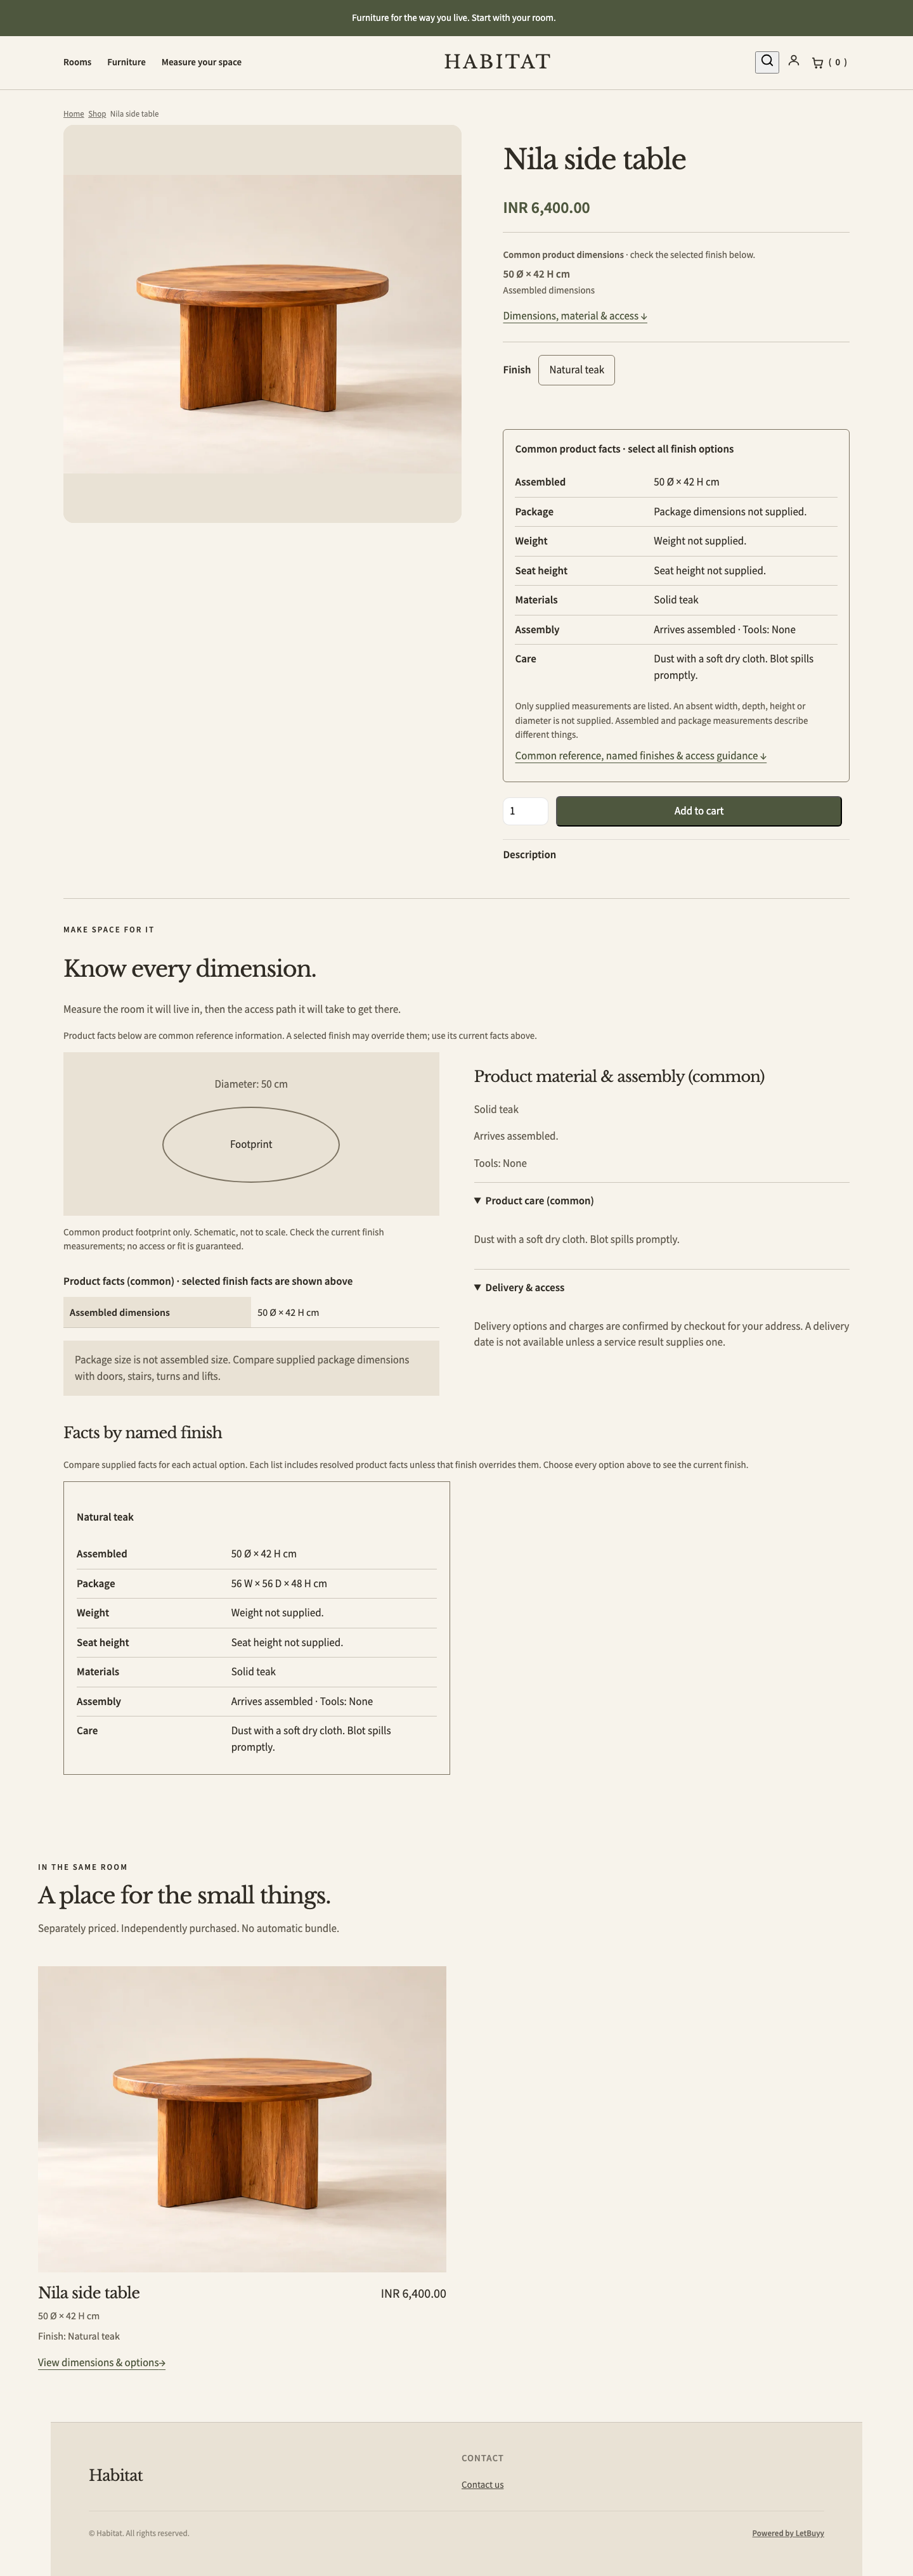 Furniture for the way you live. Start with your room.
Rooms Furniture Measure your space
HABITAT
( 0 )
Home Shop Nila side table
Nila side table
INR 6,400.00
Common product dimensions · check the selected finish below.
50 Ø × 42 H cm
Assembled dimensions
Dimensions, material & access ↓
Finish Natural teak
Common product facts · select all finish options
Assembled 50 Ø × 42 H cm
Package Package dimensions not supplied.
Weight Weight not supplied.
Seat height Seat height not supplied.
Materials Solid teak
Assembly Arrives assembled · Tools: None
Care Dust with a soft dry cloth. Blot spills
promptly.
Only supplied measurements are listed. An absent width, depth, height or
diameter is not supplied. Assembled and package measurements describe
different things.
Common reference, named finishes & access guidance ↓
1 Add to cart
Description
MAKE SPACE FOR IT
Know every dimension.
Measure the room it will live in, then the access path it will take to get there.
Product facts below are common reference information. A selected finish may override them; use its current facts above.
Diameter: 50 cm
Footprint
Common product footprint only. Schematic, not to scale. Check the current finish
measurements; no access or fit is guaranteed.
Product facts (common) · selected finish facts are shown above
Assembled dimensions 50 Ø × 42 H cm
Package size is not assembled size. Compare supplied package dimensions
with doors, stairs, turns and lifts.
Product material & assembly (common)
Solid teak
Arrives assembled.
Tools: None
▼ Product care (common)
Dust with a soft dry cloth. Blot spills promptly.
▼ Delivery & access
Delivery options and charges are confirmed by checkout for your address. A delivery
date is not available unless a service result supplies one.
Facts by named finish
Compare supplied facts for each actual option. Each list includes resolved product facts unless that finish overrides them. Choose every option above to see the current finish.
Natural teak
Assembled 50 Ø × 42 H cm
Package 56 W × 56 D × 48 H cm
Weight Weight not supplied.
Seat height Seat height not supplied.
Materials Solid teak
Assembly Arrives assembled · Tools: None
Care Dust with a soft dry cloth. Blot spills
promptly.
IN THE SAME ROOM
A place for the small things.
Separately priced. Independently purchased. No automatic bundle.
Nila side table INR 6,400.00
50 Ø × 42 H cm
Finish: Natural teak
View dimensions & options→
Habitat
CONTACT
Contact us
© Habitat. All rights reserved.
Powered by LetBuyy